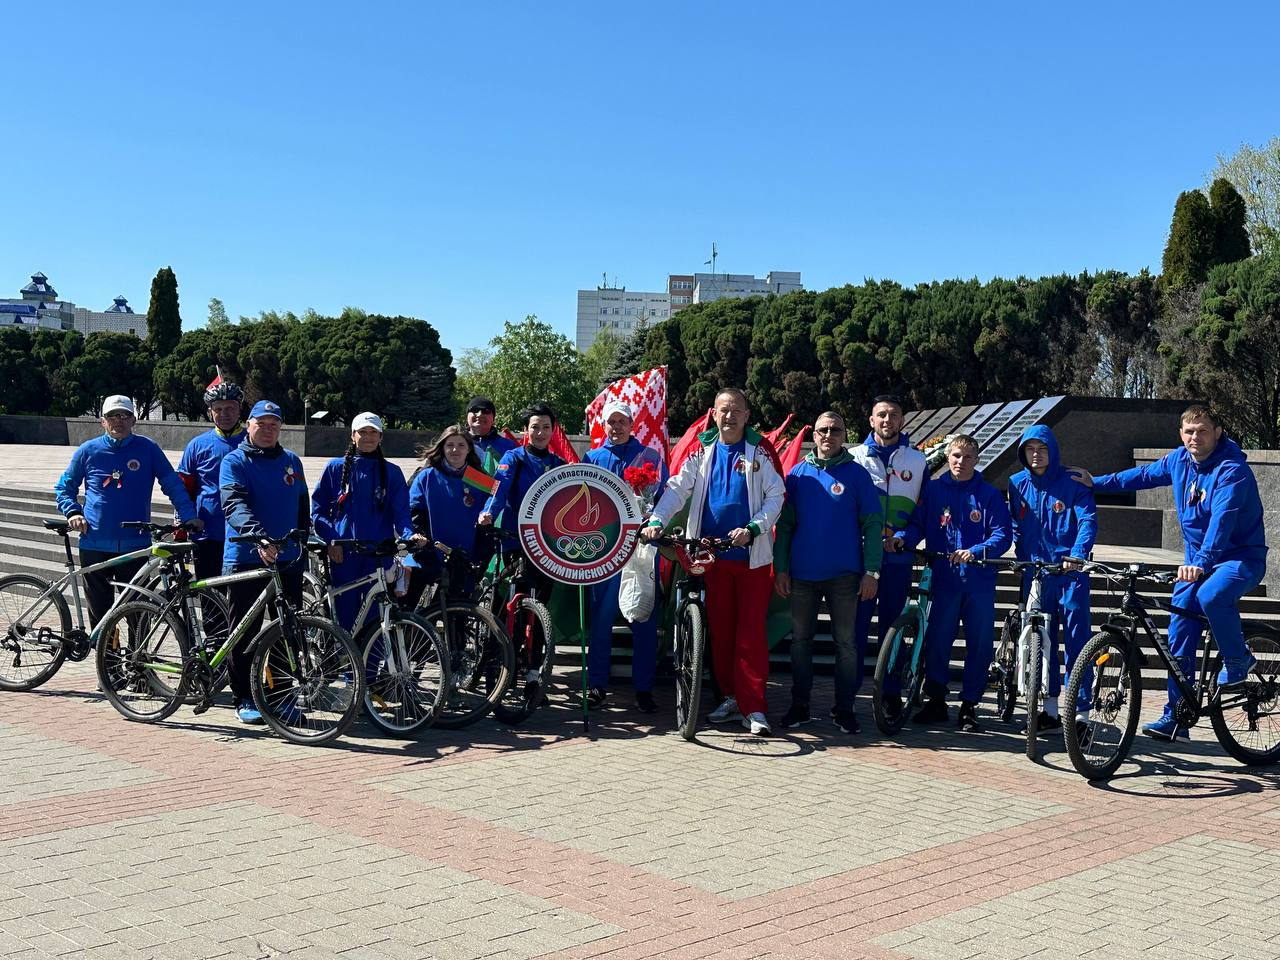 Гродненский областной комплексный
ЦЕНТР ОЛИМПИЙСКОГО РЕЗЕРВА